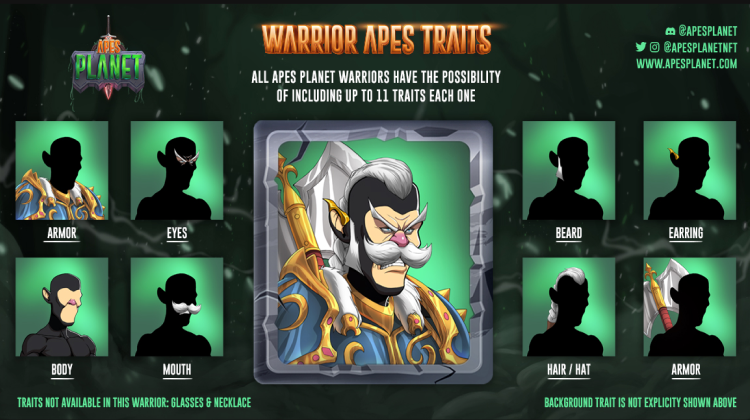 APES
PLANET
WARRIOR APES TRAITS
ALL APES PLANET WARRIORS HAVE THE POSSIBILITY
OF INCLUDING UP TO 11 TRAITS EACH ONE
@APESPLANET
@APESPLANETNFT
WWW.APESPLANET.COM
ARMOR
EYES
BEARD
EARRING
BODY
MOUTH
HAIR / HAT
ARMOR
TRAITS NOT AVAILABLE IN THIS WARRIOR: GLASSES & NECKLACE
BACKGROUND TRAIT IS NOT EXPLICITY SHOWN ABOVE